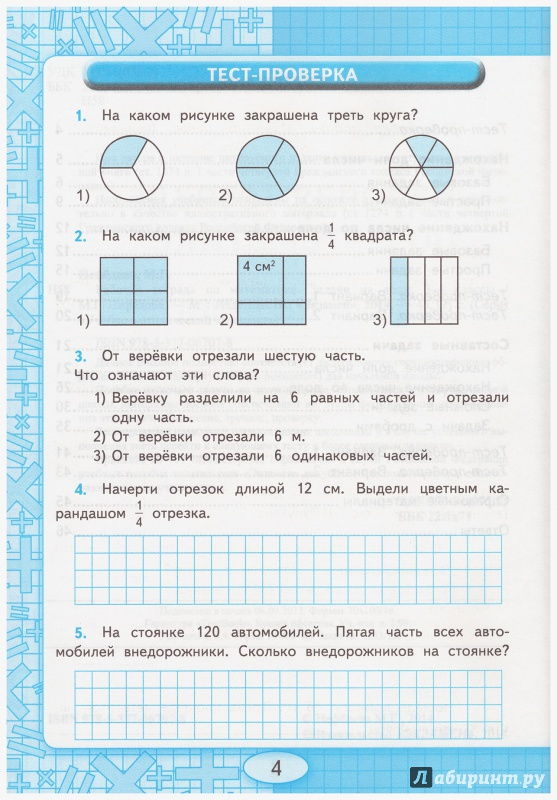 ТЕСТ-ПРОВЕРКА
1. На каком рисунке закрашена треть круга?
1) 2) 3)
2. На каком рисунке закрашена 1/4 квадрата?
4 см²
1) 2) 3)
3. От верёвки отрезали шестую часть.
Что означают эти слова?
1) Верёвку разделили на 6 равных частей и отрезали
одну часть.
2) От верёвки отрезали 6 м.
3) От верёвки отрезали 6 одинаковых частей.
4. Начерти отрезок длиной 12 см. Выдели цветным ка-
рандашом 1/4 отрезка.
5. На стоянке 120 автомобилей. Пятая часть всех авто-
мобилей внедорожники. Сколько внедорожников на стоянке?
4
Лабиринт.ру